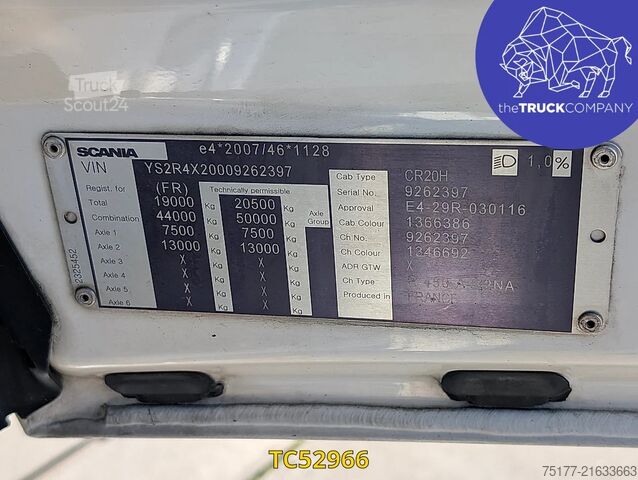 Truck
Scout24
theTRUCKCOMPANY
SCANIA e4*2007/46*1128
VIN YS2R4X20009262397
1,0%
Regist. for (FR) Technically permissible
Total 19000 Kg 20500 Kg
Combination 44000 Kg 50000 Kg Axle Group
Axle 1 7500 Kg 7500 Kg
Axle 2 13000 Kg 13000 Kg
Axle 3 X Kg X Kg
Axle 4 X Kg X Kg
Axle 5 X Kg X Kg
Axle 6 X Kg X Kg
Cab Type CR20H
Serial No. 9262397
Approval E4-29R-030116
Cab Colour 1366386
Ch No. 9262397
Ch Colour 1346692
ADR GTW X
Ch Type
Produced in FRANCE
2325452
TC52966
75177-21633663